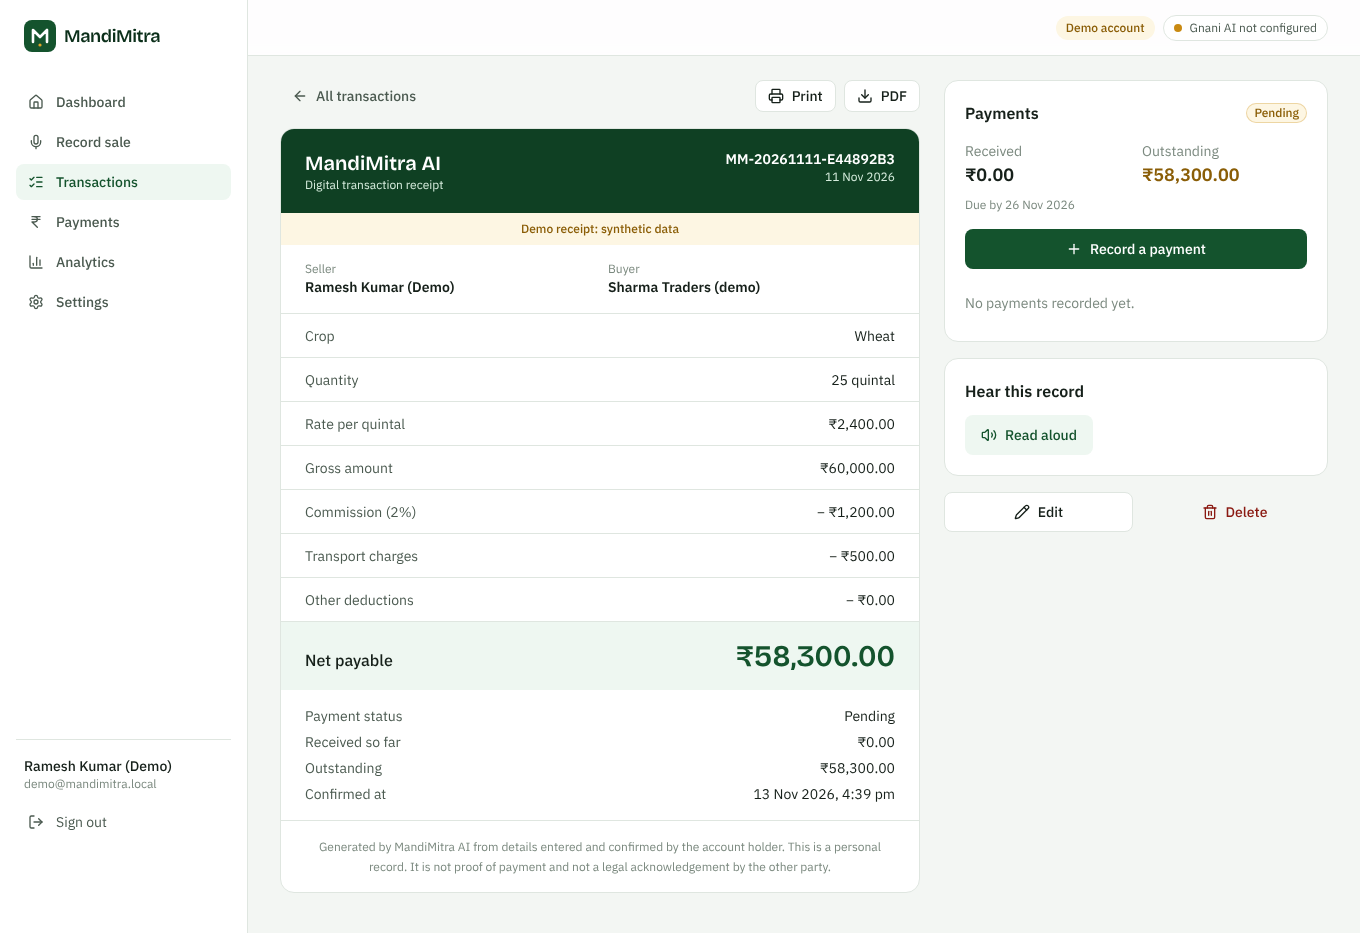 MandiMitra
Demo account
Gnani AI not configured
Dashboard
Record sale
Transactions
Payments
Analytics
Settings
Ramesh Kumar (Demo)
demo@mandimitra.local
Sign out
All transactions
Print
PDF
MandiMitra AI
MM-20261111-E44892B3
Digital transaction receipt
11 Nov 2026
Demo receipt: synthetic data
Seller
Ramesh Kumar (Demo)
Buyer
Sharma Traders (demo)
Crop Wheat
Quantity 25 quintal
Rate per quintal ₹2,400.00
Gross amount ₹60,000.00
Commission (2%) – ₹1,200.00
Transport charges – ₹500.00
Other deductions – ₹0.00
Net payable ₹58,300.00
Payment status Pending
Received so far ₹0.00
Outstanding ₹58,300.00
Confirmed at 13 Nov 2026, 4:39 pm
Generated by MandiMitra AI from details entered and confirmed by the account holder. This is a personal
record. It is not proof of payment and not a legal acknowledgement by the other party.
Payments
Pending
Received
₹0.00
Outstanding
₹58,300.00
Due by 26 Nov 2026
Record a payment
No payments recorded yet.
Hear this record
Read aloud
Edit
Delete